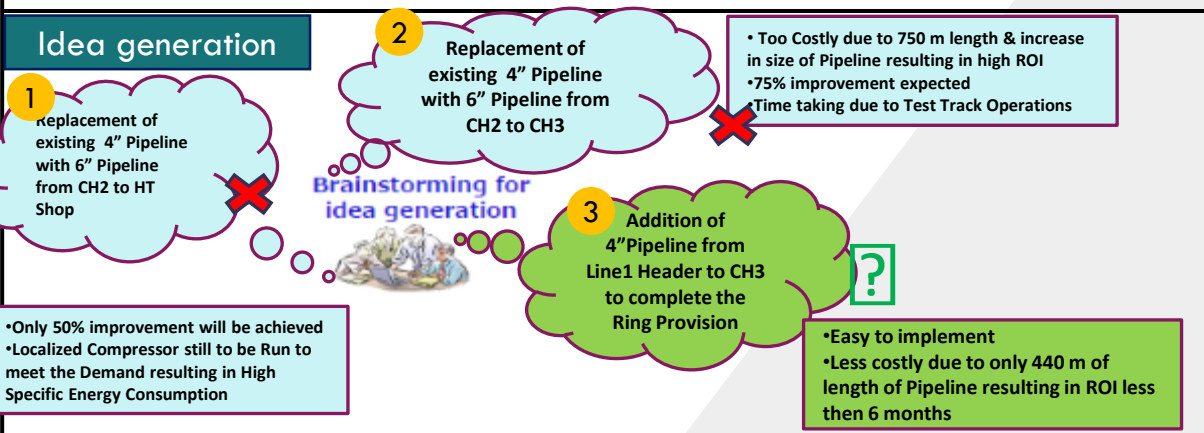 Idea generation
1
Replacement of
existing 4” Pipeline
with 6” Pipeline
from CH2 to HT
Shop
2
Replacement of
existing 4” Pipeline
with 6” Pipeline from
CH2 to CH3
• Too Costly due to 750 m length & increase
in size of Pipeline resulting in high ROI
•75% improvement expected
•Time taking due to Test Track Operations
Brainstorming for
idea generation
3
Addition of
4”Pipeline from
Line1 Header to CH3
to complete the
Ring Provision
?
•Only 50% improvement will be achieved
•Localized Compressor still to be Run to
meet the Demand resulting in High
Specific Energy Consumption
•Easy to implement
•Less costly due to only 440 m of
length of Pipeline resulting in ROI less
then 6 months